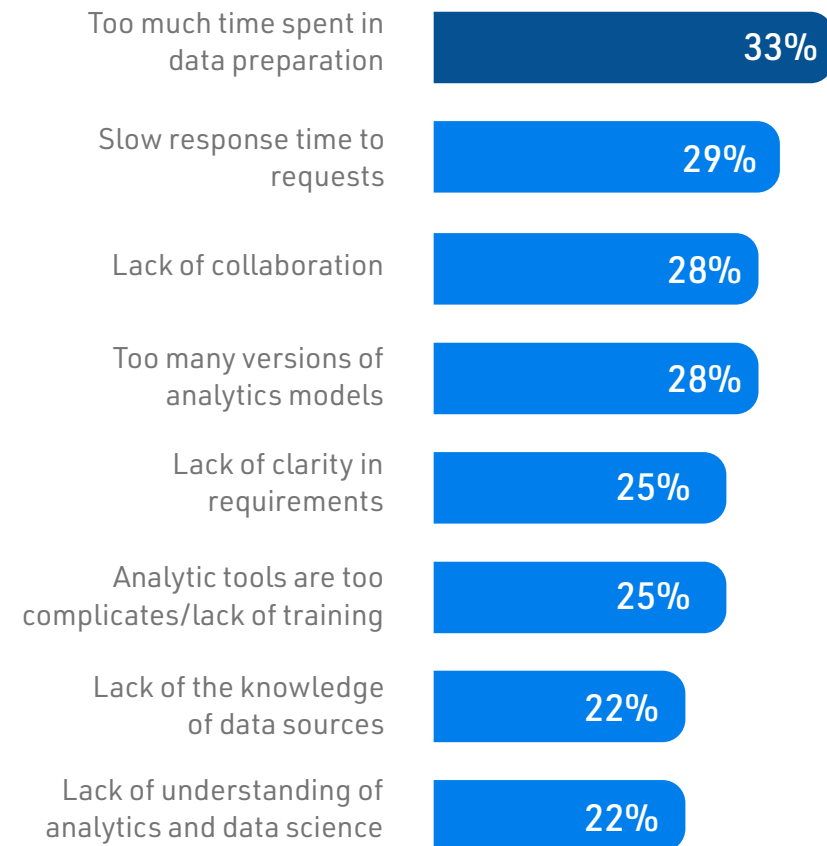 Too much time spent in
data preparation
33%
Slow response time to
requests
29%
Lack of collaboration
28%
Too many versions of
analytics models
28%
Lack of clarity in
requirements
25%
Analytic tools are too
complicates/lack of training
25%
Lack of the knowledge
of data sources
22%
Lack of understanding of
analytics and data science
22%